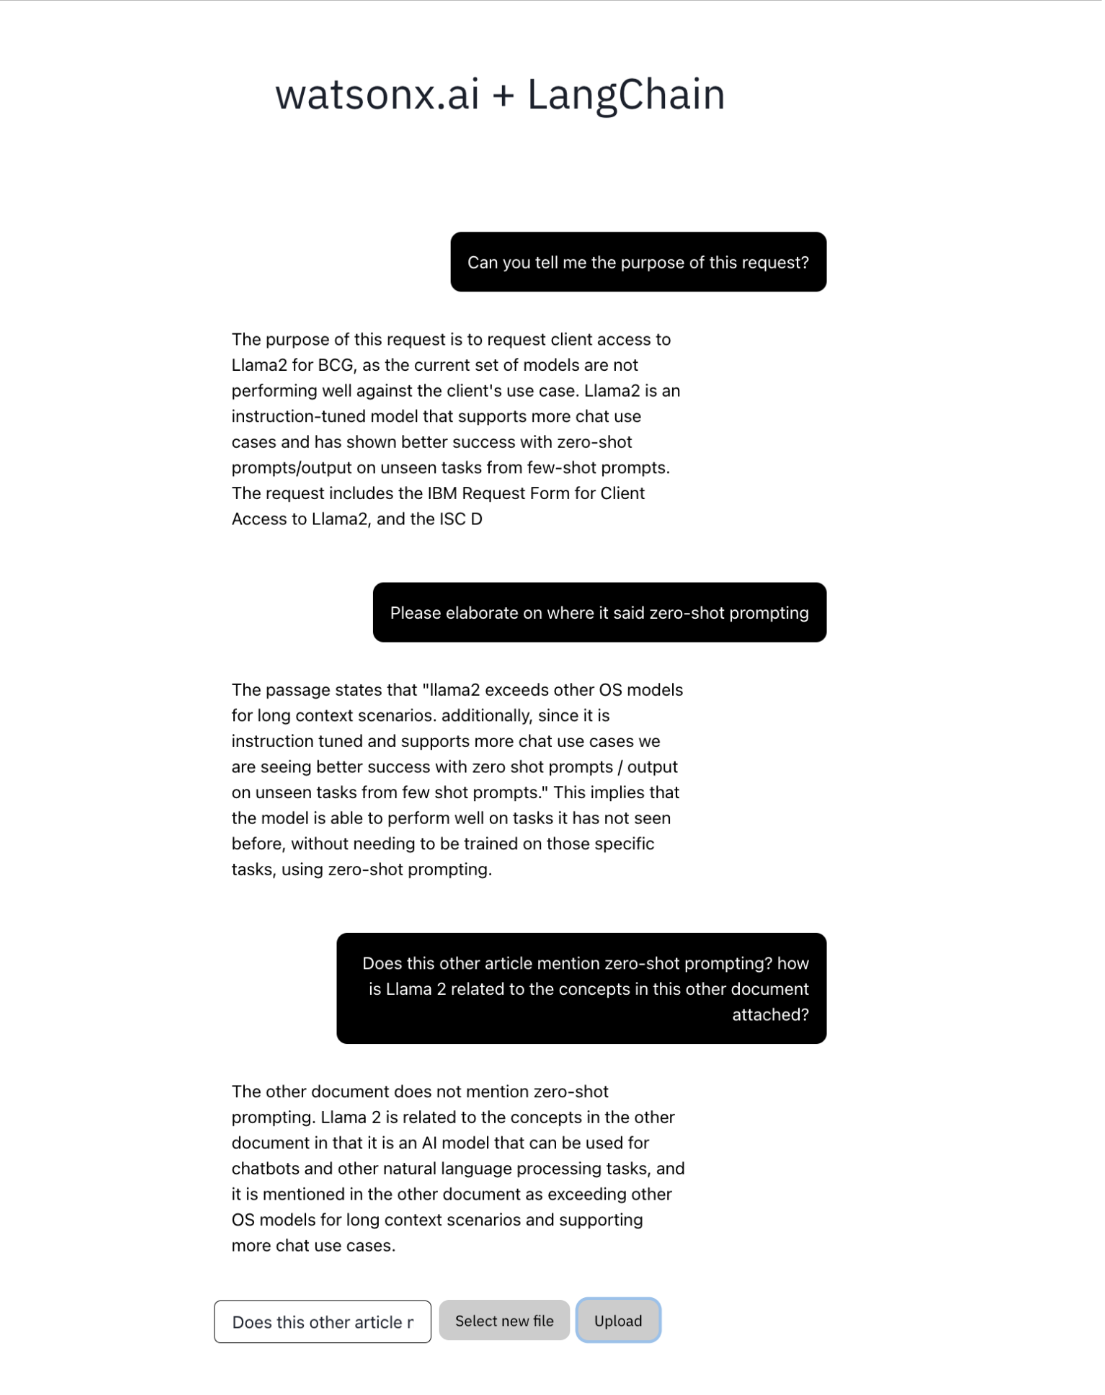 watsonx.ai + LangChain
Can you tell me the purpose of this request?
The purpose of this request is to request client access to
Llama2 for BCG, as the current set of models are not
performing well against the client's use case. Llama2 is an
instruction-tuned model that supports more chat use
cases and has shown better success with zero-shot
prompts/output on unseen tasks from few-shot prompts.
The request includes the IBM Request Form for Client
Access to Llama2, and the ISC D
Please elaborate on where it said zero-shot prompting
The passage states that "llama2 exceeds other OS models
for long context scenarios. additionally, since it is
instruction tuned and supports more chat use cases we
are seeing better success with zero shot prompts / output
on unseen tasks from few shot prompts." This implies that
the model is able to perform well on tasks it has not seen
before, without needing to be trained on those specific
tasks, using zero-shot prompting.
Does this other article mention zero-shot prompting? how
is Llama 2 related to the concepts in this other document
attached?
The other document does not mention zero-shot
prompting. Llama 2 is related to the concepts in the other
document in that it is an AI model that can be used for
chatbots and other natural language processing tasks, and
it is mentioned in the other document as exceeding other
OS models for long context scenarios and supporting
more chat use cases.
Does this other article r
Select new file
Upload